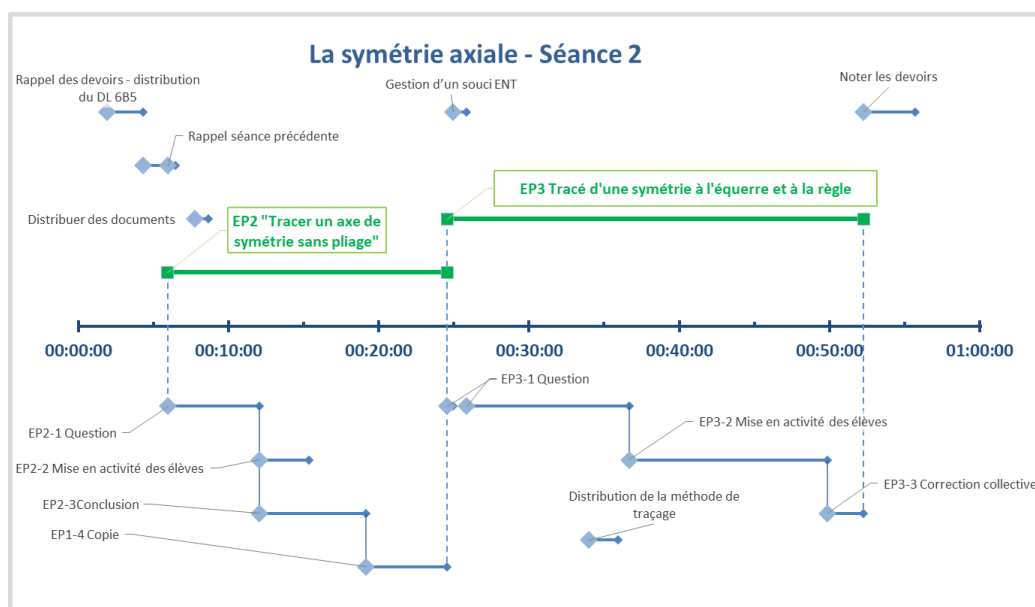 La symétrie axiale - Séance 2
Rappel des devoirs - distribution
du DL 6B5
Gestion d'un souci ENT
Noter les devoirs
Rappel séance précédente
EP3 Tracé d'une symétrie à l'équerre et à la règle
Distribuer des documents
EP2 "Tracer un axe de
symétrie sans pliage"
00:00:00 00:10:00 00:20:00 00:30:00 00:40:00 00:50:00 01:00:00
EP3-1 Question
EP2-1 Question
EP3-2 Mise en activité des élèves
EP2-2 Mise en activité des élèves
EP3-3 Correction collective
EP2-3Conclusion
Distribution de la méthode de
traçage
EP1-4 Copie